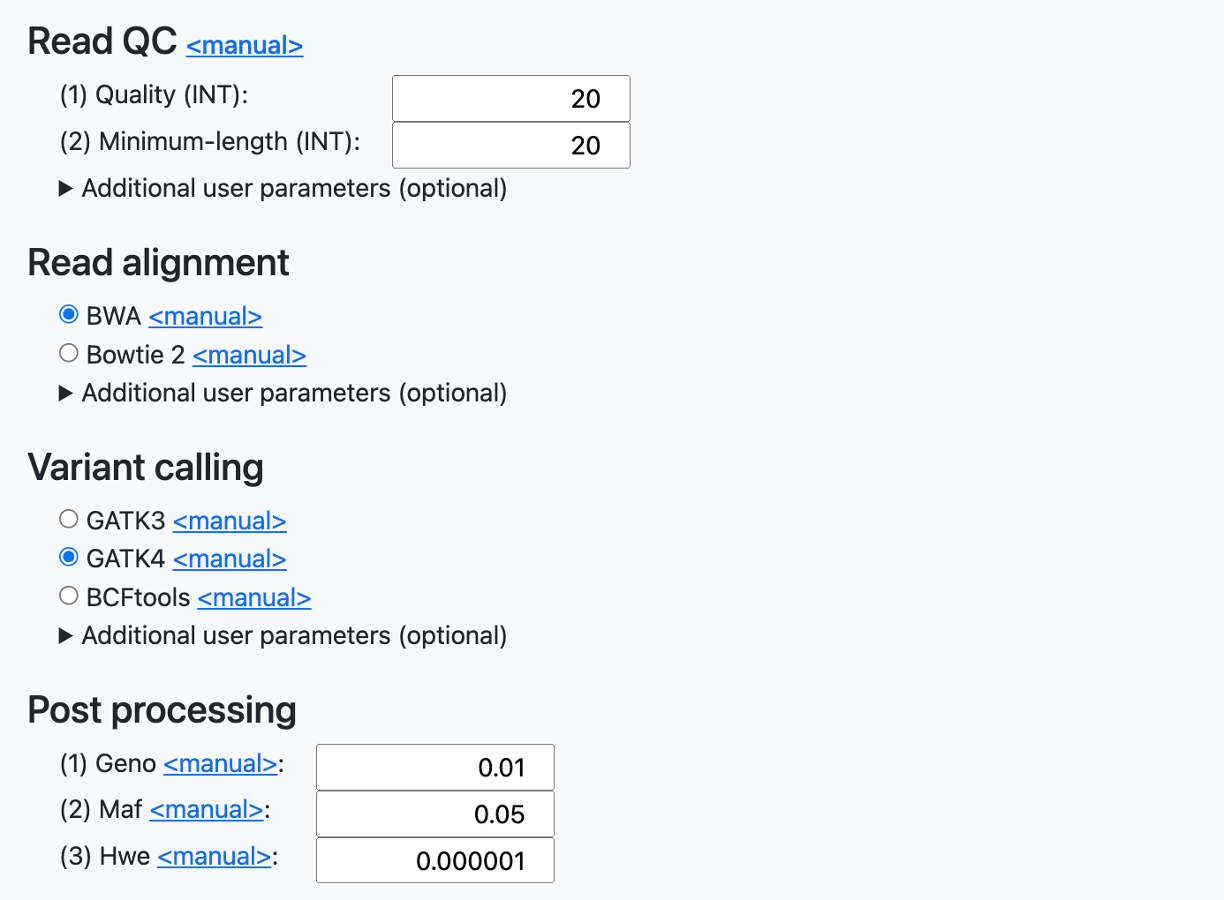 Read QC <manual>
(1) Quality (INT): 20
(2) Minimum-length (INT): 20
Additional user parameters (optional)
Read alignment
BWA <manual>
Bowtie 2 <manual>
Additional user parameters (optional)
Variant calling
GATK3 <manual>
GATK4 <manual>
BCFtools <manual>
Additional user parameters (optional)
Post processing
(1) Geno <manual>: 0.01
(2) Maf <manual>: 0.05
(3) Hwe <manual>: 0.000001